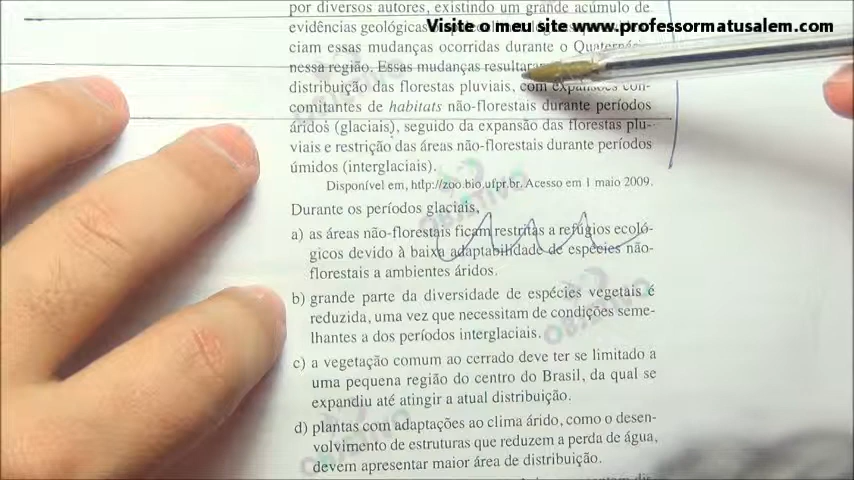 por diversos autores, existindo um grande acúmulo de
Visite o meu site www.professormatusalem.com
evidências geológicas
ciam essas mudanças ocorridas durante o Quaternário
nessa região. Essas mudanças resultaram
distribuição das florestas pluviais, com expansões con-
comitantes de habitats não-florestais durante períodos
áridos (glaciais), seguido da expansão das florestas plu-
viais e restrição das áreas não-florestais durante períodos
úmidos (interglaciais).
Disponível em, http://zoo.bio.ufpr.br. Acesso em 1 maio 2009.
Durante os períodos glaciais,
a) as áreas não-florestais ficam restritas a refúgios ecoló-
gicos devido à baixa adaptabilidade de espécies não-
florestais a ambientes áridos.
b) grande parte da diversidade de espécies vegetais é
reduzida, uma vez que necessitam de condições seme-
lhantes a dos períodos interglaciais.
c) a vegetação comum ao cerrado deve ter se limitado a
uma pequena região do centro do Brasil, da qual se
expandiu até atingir a atual distribuição.
d) plantas com adaptações ao clima árido, como o desen-
volvimento de estruturas que reduzem a perda de água,
devem apresentar maior área de distribuição.